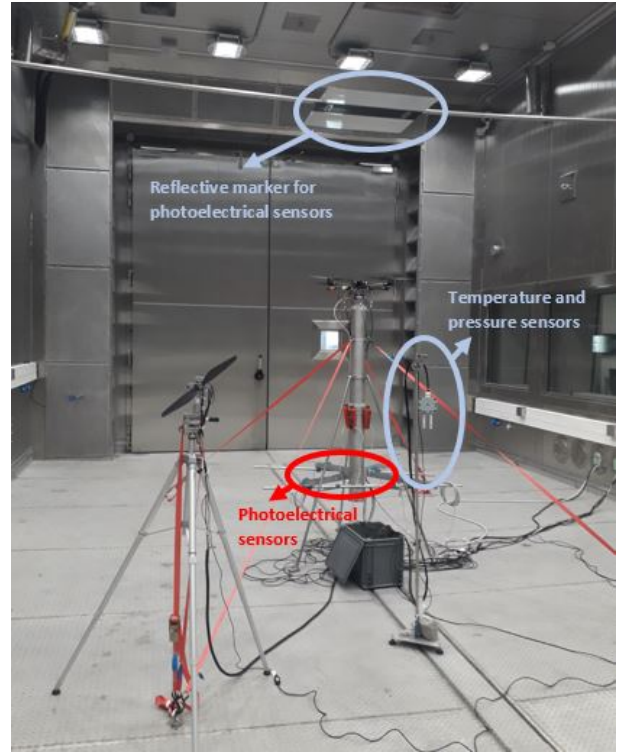 Reflective marker for
photoelectrical sensors
Temperature and
pressure sensors
Photoelectrical
sensors